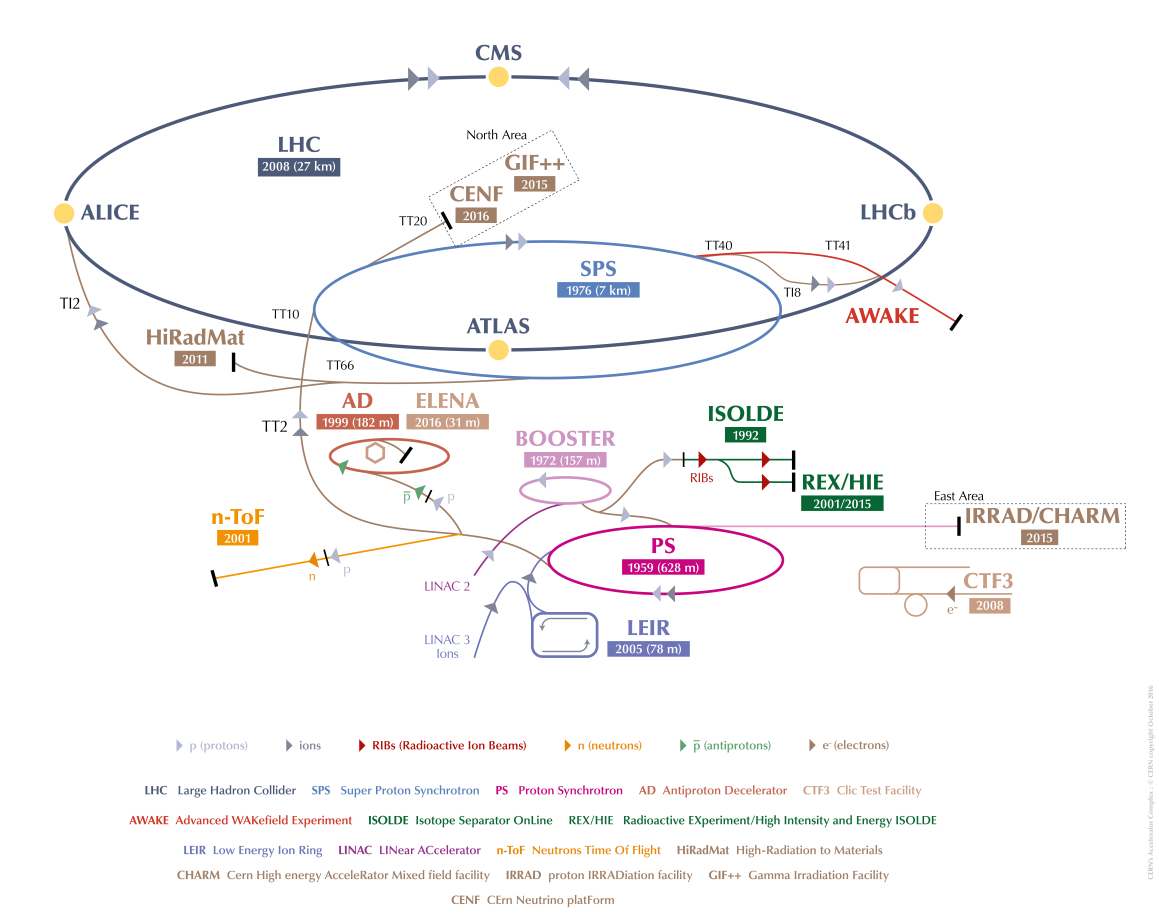 CMS
LHC
2008 (27 km)
North Area
GIF++
2015
CENF
2016
TT20
ALICE
LHCb
TT40
TT41
SPS
1976 (7 km)
TI8
TI2
TT10
ATLAS
AWAKE
HiRadMat
2011
TT66
AD
1999 (182 m)
ELENA
2016 (31 m)
TT2
BOOSTER
1972 (157 m)
ISOLDE
1992
RIBs
REX/HIE
2001/2015
p̅
p
East Area
IRRAD/CHARM
2015
n-ToF
2001
n
p
PS
1959 (628 m)
LINAC 2
CTF3
2008
e-
LINAC 3
Ions
LEIR
2005 (78 m)
p (protons) ions RIBs (Radioactive Ion Beams) n (neutrons) p̅ (antiprotons) e- (electrons)
LHC Large Hadron Collider SPS Super Proton Synchrotron PS Proton Synchrotron AD Antiproton Decelerator CTF3 Clic Test Facility
AWAKE Advanced WAKefield Experiment ISOLDE Isotope Separator OnLine REX/HIE Radioactive EXperiment/High Intensity and Energy ISOLDE
LEIR Low Energy Ion Ring LINAC LINear ACcelerator n-ToF Neutrons Time Of Flight HiRadMat High-Radiation to Materials
CHARM Cern High energy AcceleRator Mixed field facility IRRAD proton IRRADiation facility GIF++ Gamma Irradiation Facility
CENF CErn Neutrino platForm
CERN's Accelerator Complex : © CERN copyright October 2016